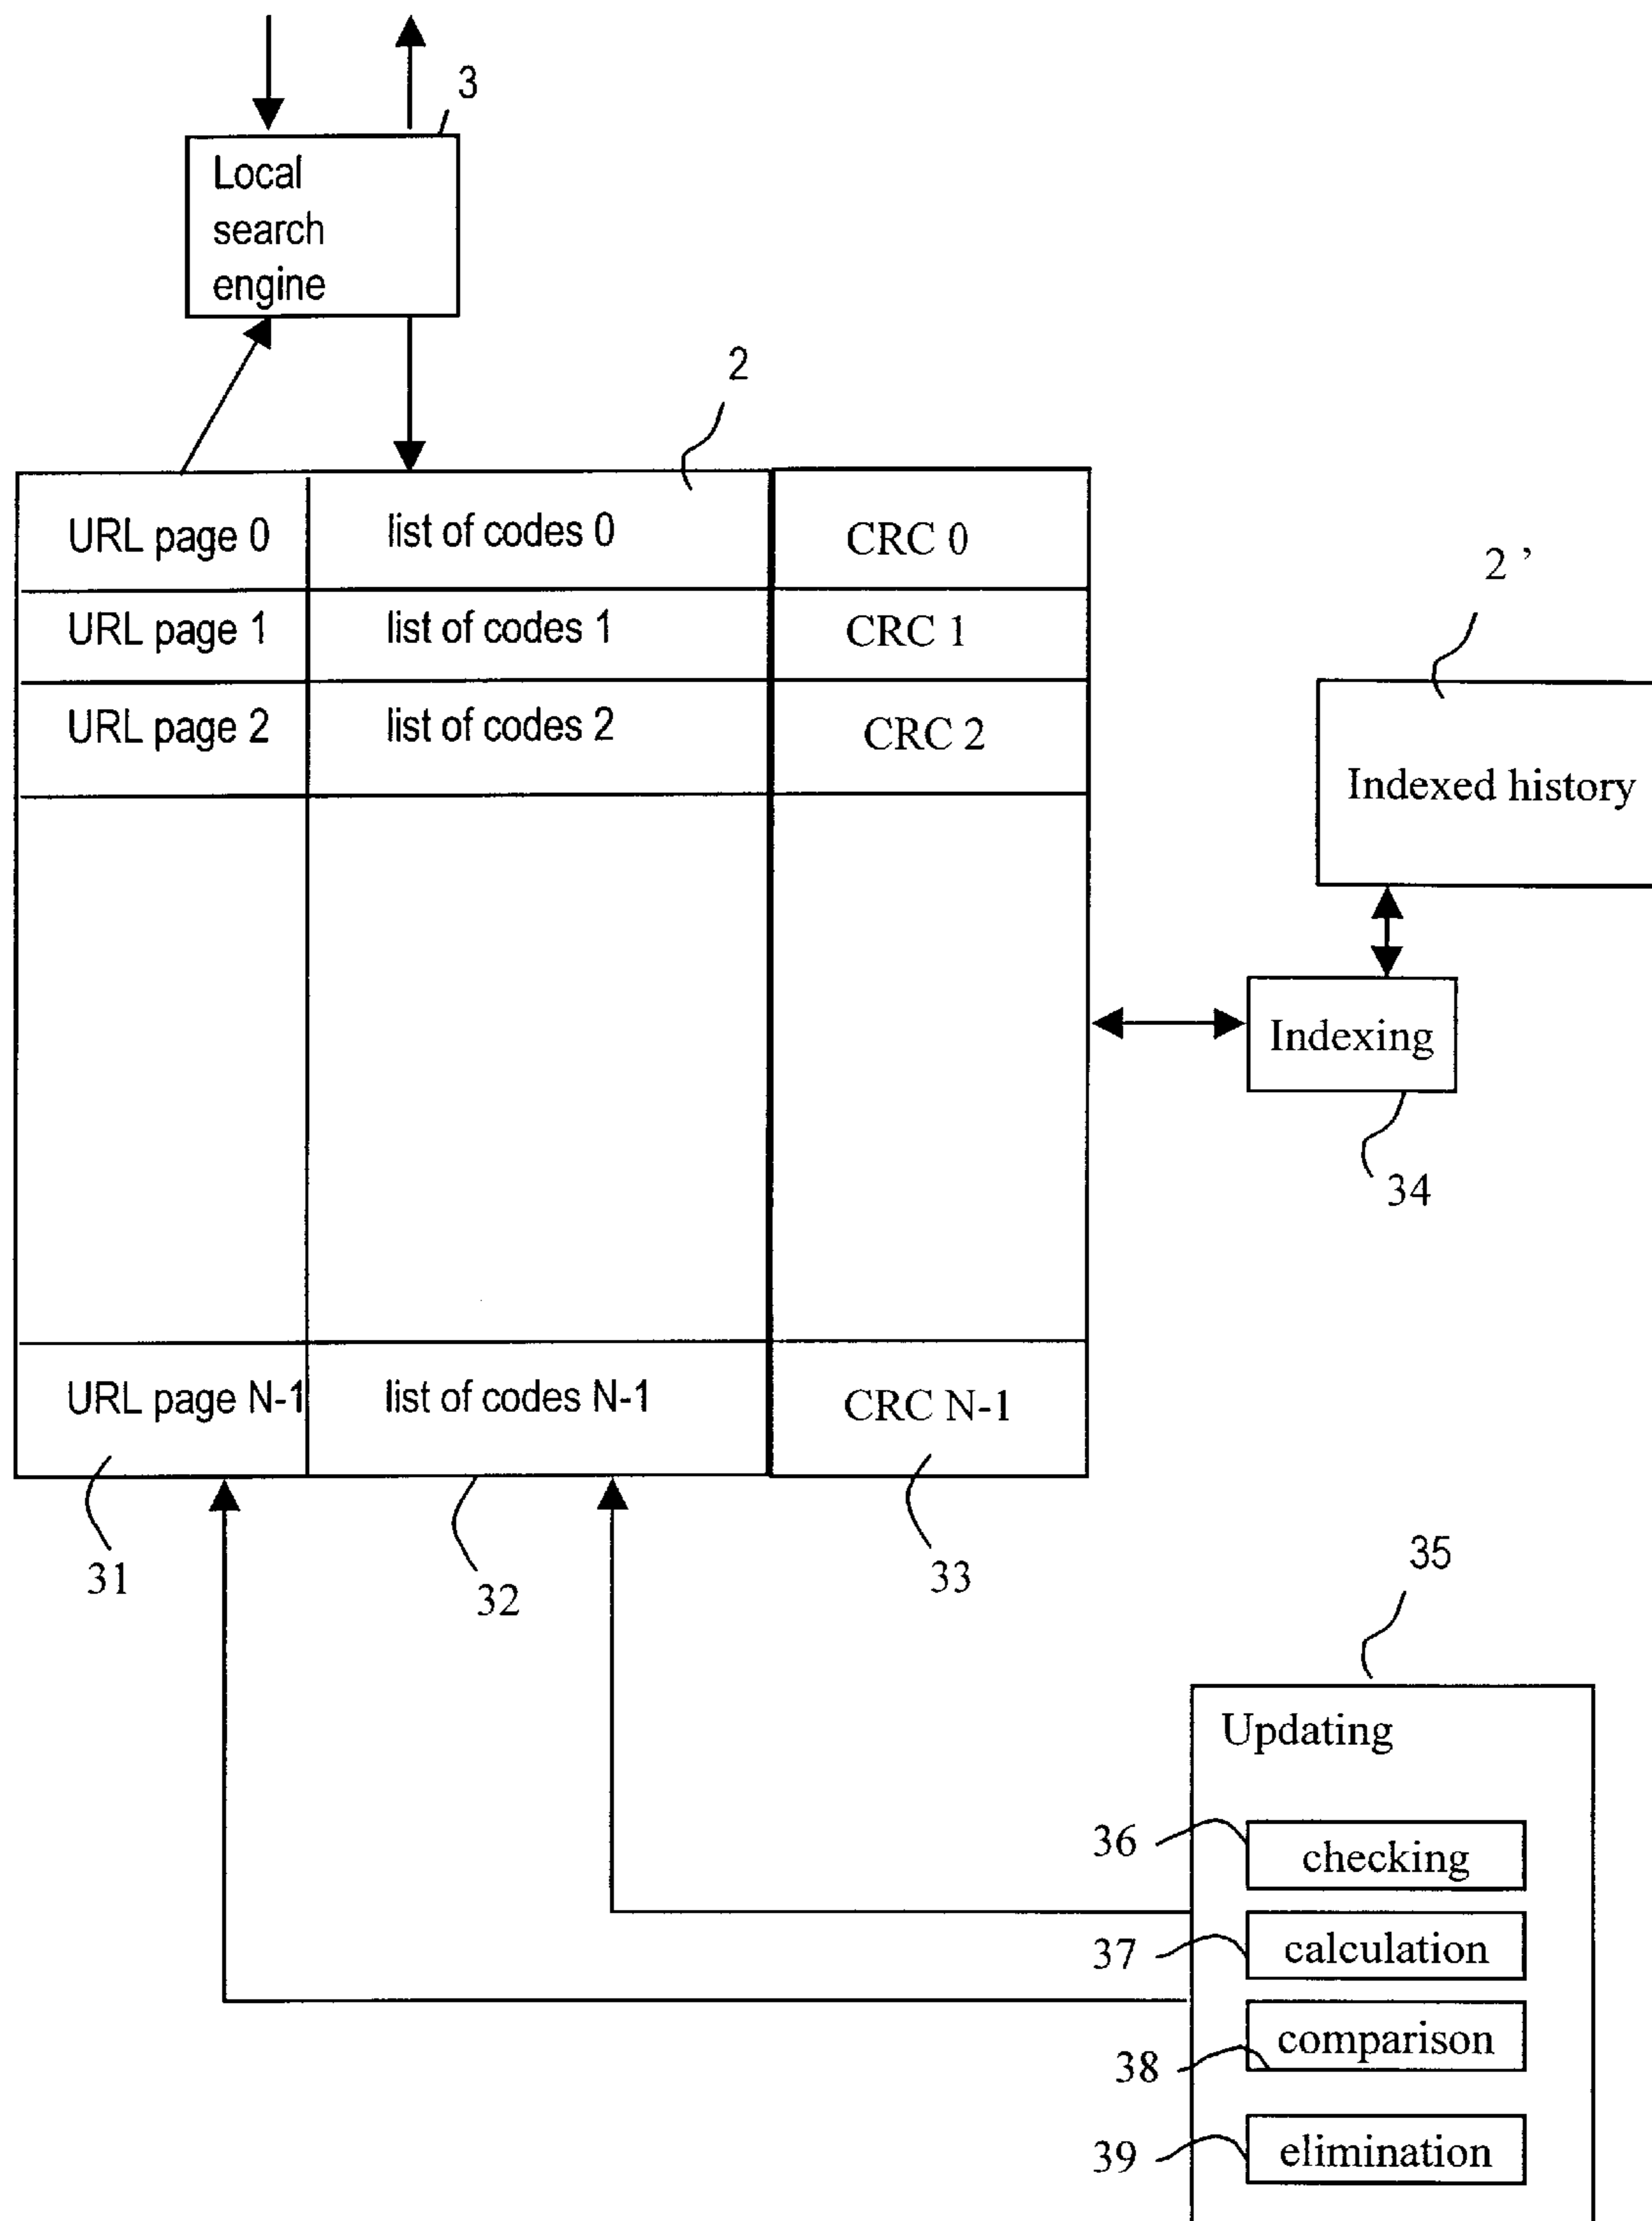 3
Local
search
engine
2
URL page 0 list of codes 0 CRC 0
URL page 1 list of codes 1 CRC 1
URL page 2 list of codes 2 CRC 2
2 ’
Indexed history
Indexing
34
URL page N-1 list of codes N-1 CRC N-1
31 32 33
35
Updating
36 checking
37 calculation
38 comparison
39 elimination